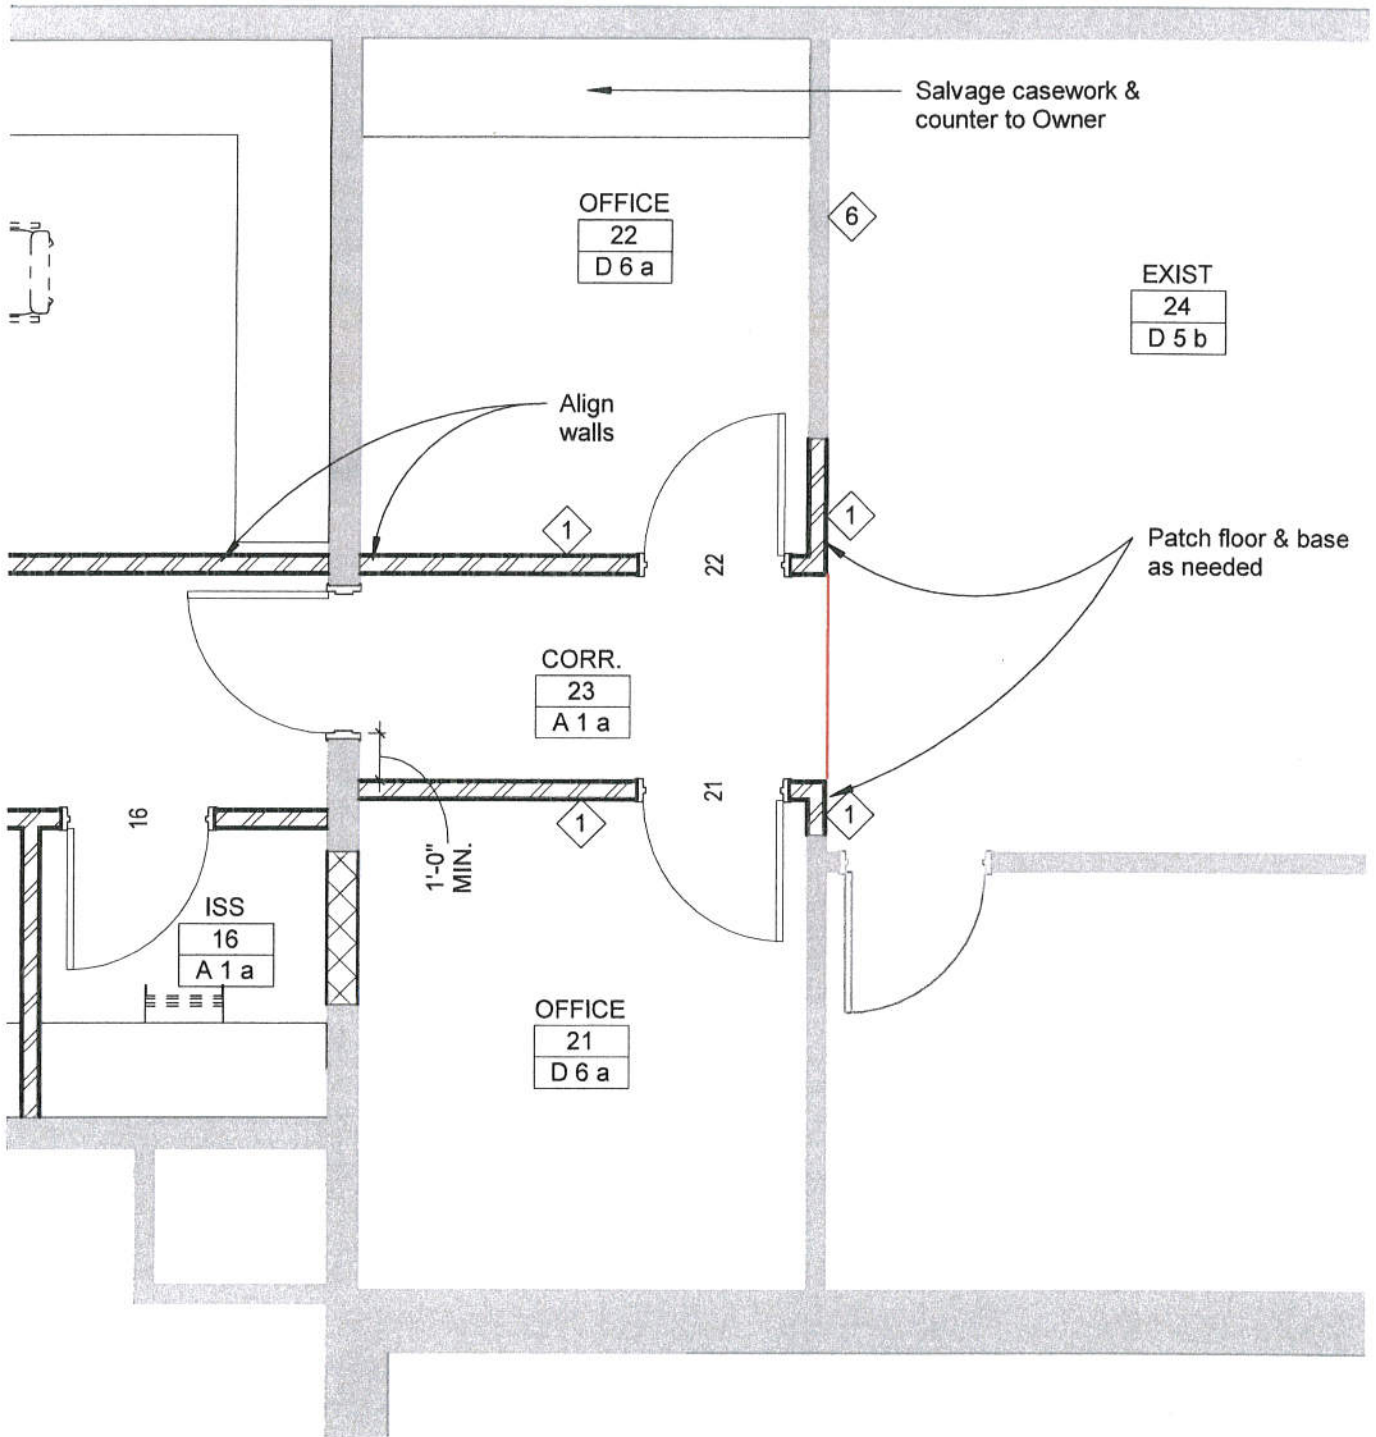 Salvage casework &
counter to Owner
OFFICE
22
D 6 a
6
EXIST
24
D 5 b
Align
walls
1
1
22
Patch floor & base
as needed
CORR.
23
A 1 a
16
1'-0"
MIN.
1
21
1
ISS
16
A 1 a
OFFICE
21
D 6 a